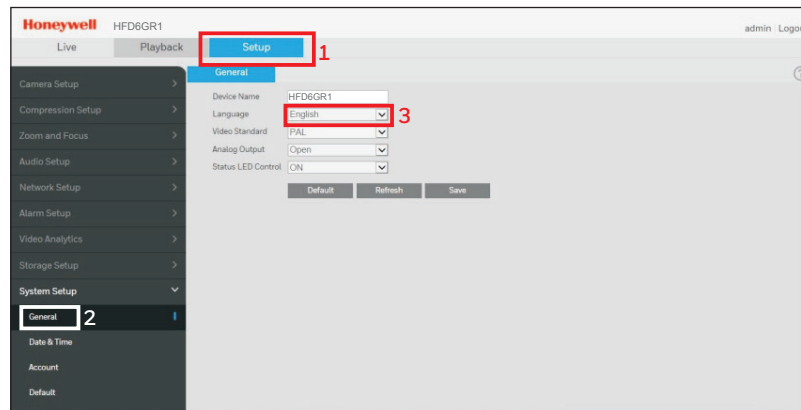 Honeywell HFD6GR1
admin Logou
Live Playback Setup 1
General
Camera Setup
Compression Setup
Zoom and Focus
Audio Setup
Network Setup
Alarm Setup
Video Analytics
Storage Setup
System Setup
General 2
Date & Time
Account
Default
Device Name HFD6GR1
Language English 3
Video Standard PAL
Analog Output Open
Status LED Control ON
Default Refresh Save